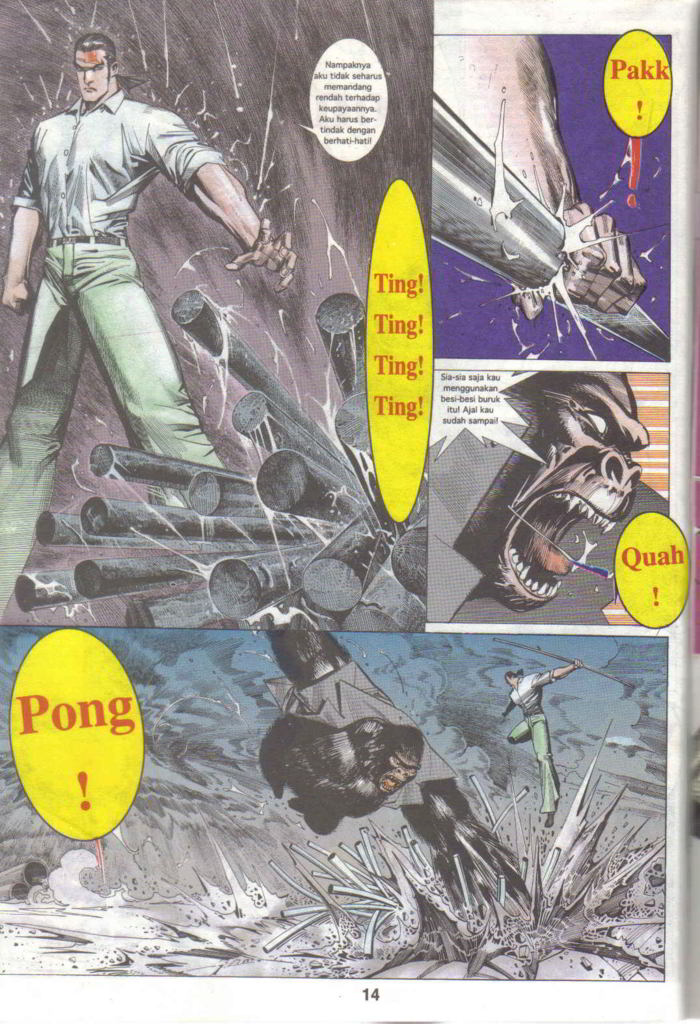 Nampaknya
aku tidak seharus
memandang
rendah terhadap
keupayaannya.
Aku harus ber-
tindak dengan
berhati-hati!
Ting!
Ting!
Ting!
Ting!
Pakk
!
Sia-sia saja kau
menggunakan
besi-besi buruk
itu! Ajal kau
sudah sampai!
Quah
!
Pong
!
14